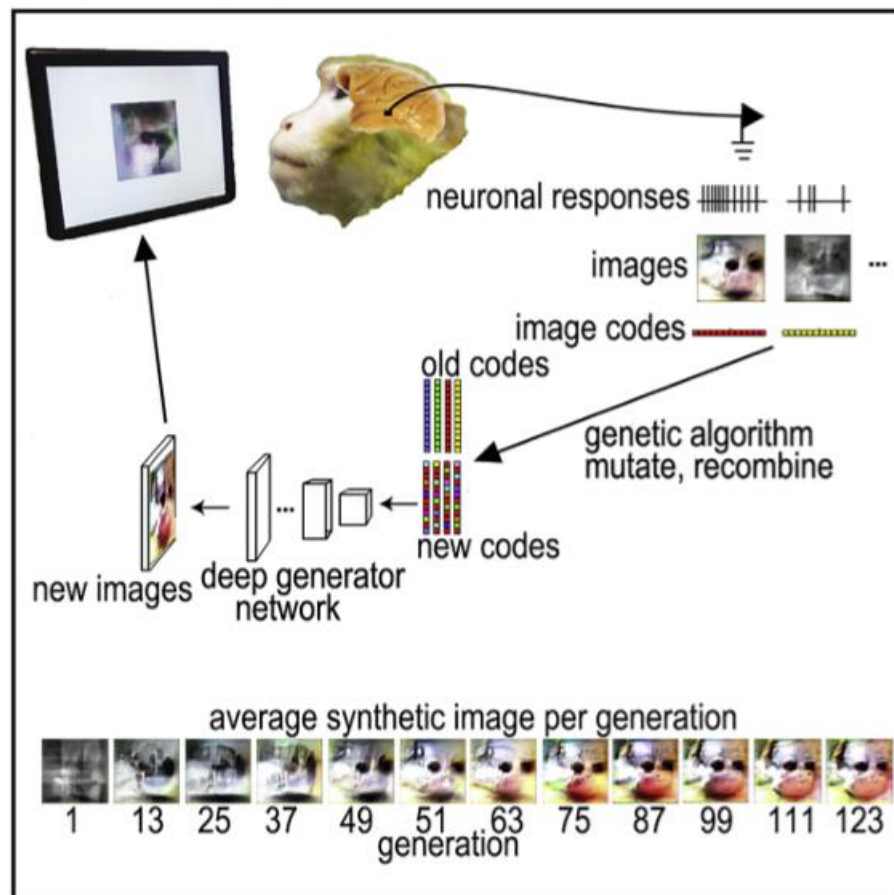 neuronal responses
images
...
image codes
old codes
genetic algorithm
mutate, recombine
...
new codes
new images
deep generator
network
average synthetic image per generation
1 13 25 37 49 51 63 75 87 99 111 123
generation